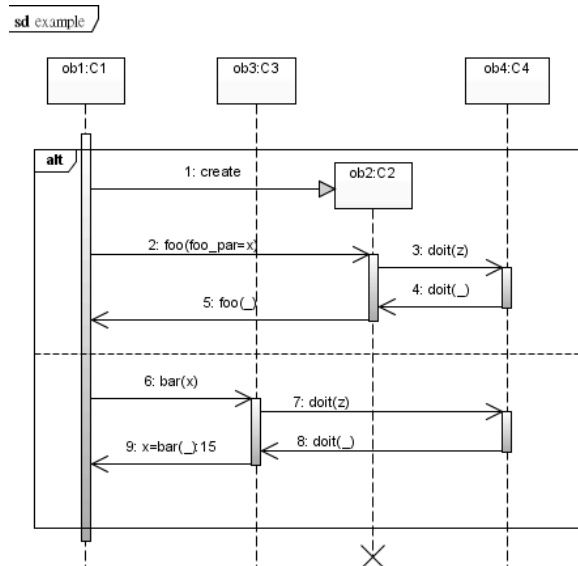 sd example
ob1:C1
ob3:C3
ob4:C4
alt
1: create
ob2:C2
2: foo(foo_par=x)
3: doit(z)
4: doit(_)
5: foo(_)
6: bar(x)
7: doit(z)
8: doit(_)
9: x=bar(_):15